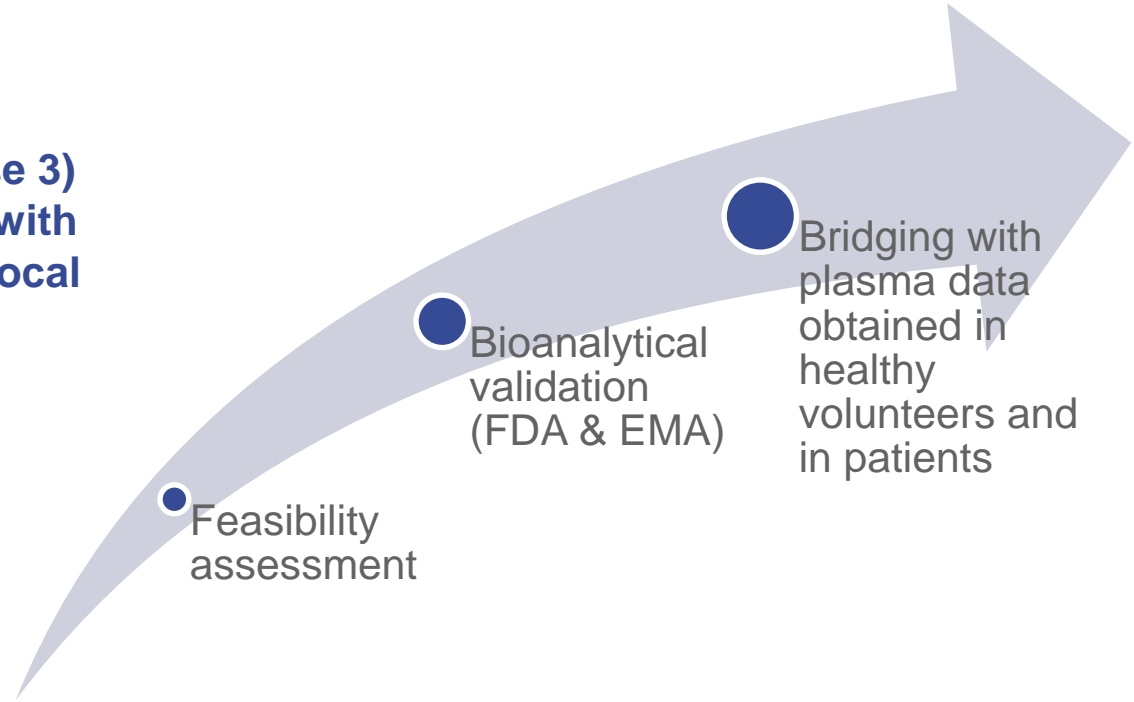 3)
with
Bridging with
plasma data
obtained in
healthy
volunteers and
in patients
Bioanalytical
validation
(FDA & EMA)
Feasibility
assessment